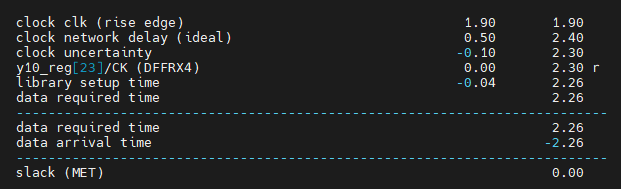 clock clk (rise edge) 1.90 1.90
clock network delay (ideal) 0.50 2.40
clock uncertainty -0.10 2.30
y10_reg[23]/CK (DFFRX4) 0.00 2.30 r
library setup time -0.04 2.26
data required time 2.26
--------------------------------------------------------------------------
data required time 2.26
data arrival time -2.26
--------------------------------------------------------------------------
slack (MET) 0.00